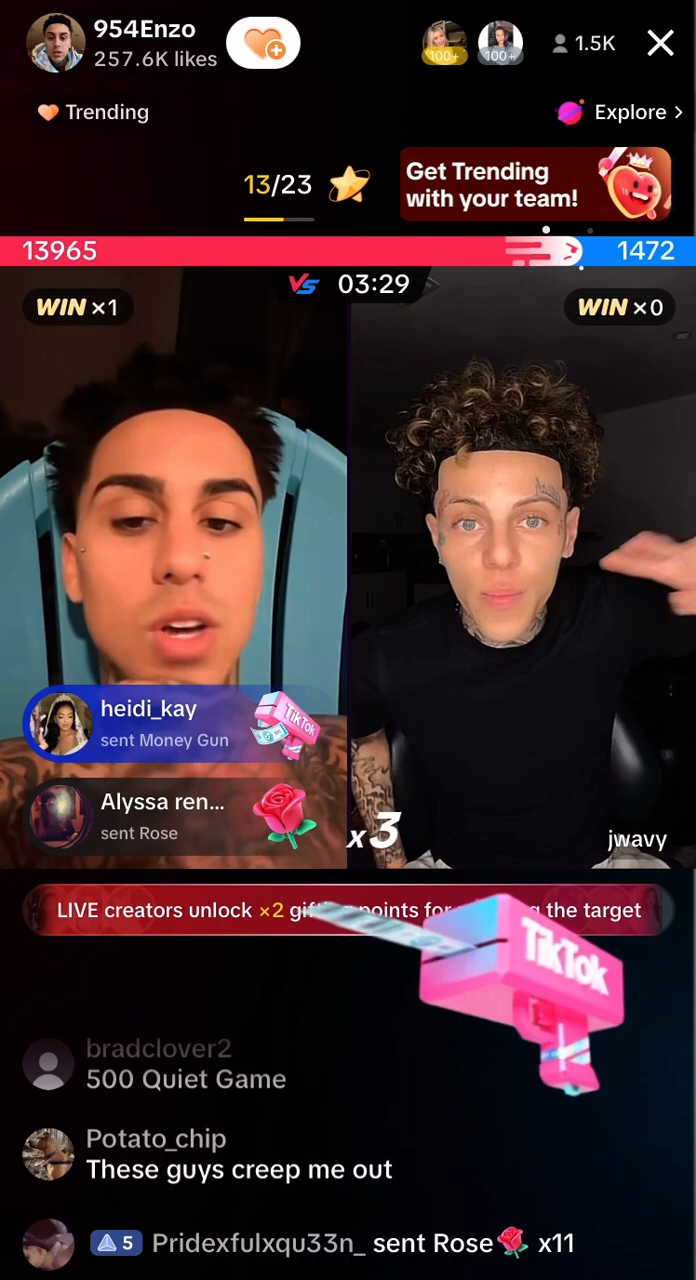 954Enzo
257.6K likes
100+
100+
1.5K
Trending
Explore >
13/23
Get Trending
with your team!
13965
1472
VS 03:29
WIN ×1
WIN ×0
heidi_kay
sent Money Gun
TikTok
Alyssa ren...
sent Rose
x3
jwavy
LIVE creators unlock ×2 points the target
TikTok
bradclover2
500 Quiet Game
Potato_chip
These guys creep me out
5 Pridexfulxqu33n_ sent Rose x11